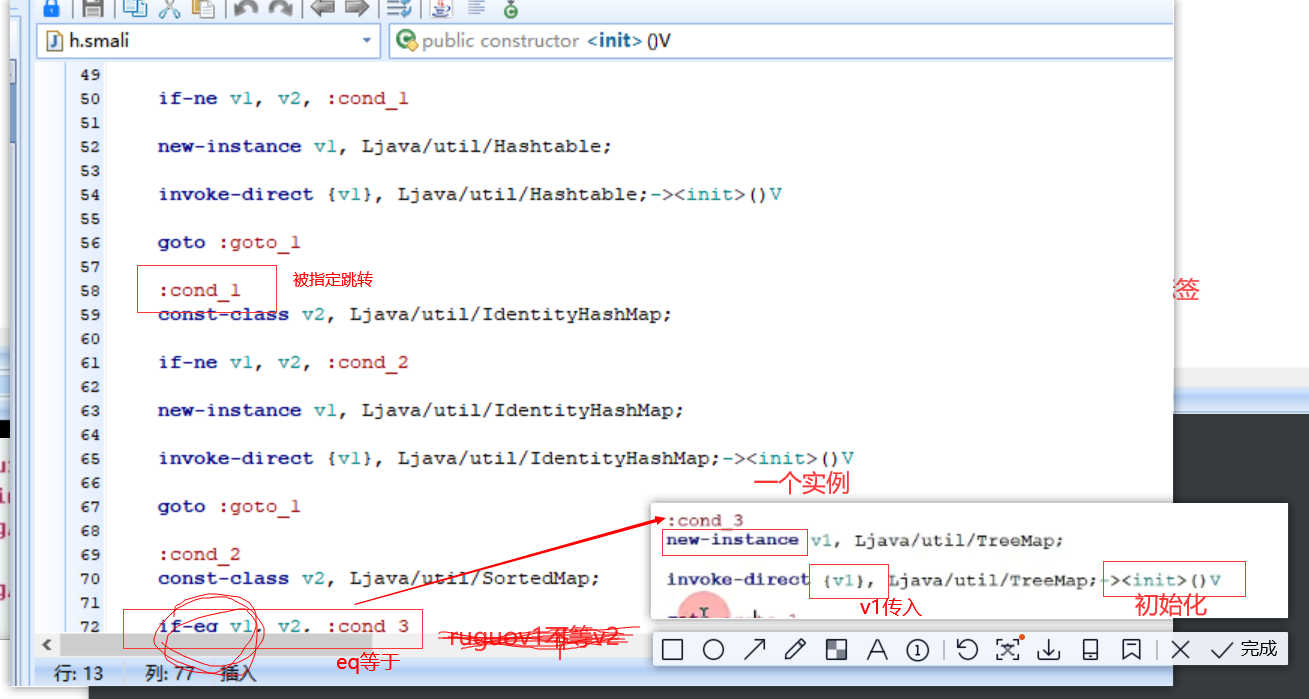 h.smali
public constructor <init> ()V
49
50 if-ne v1, v2, :cond_1
51
52 new-instance v1, Ljava/util/Hashtable;
53
54 invoke-direct {v1}, Ljava/util/Hashtable;-><init>()V
55
56 goto :goto_1
57
58 :cond_1
被指定跳转
59 const-class v2, Ljava/util/IdentityHashMap;
60
61 if-ne v1, v2, :cond_2
62
63 new-instance v1, Ljava/util/IdentityHashMap;
64
65 invoke-direct {v1}, Ljava/util/IdentityHashMap;-><init>()V
66
67 goto :goto_1
68
69 :cond_2
70 const-class v2, Ljava/util/SortedMap;
71
72 if-eq v1, v2, :cond_3
ruguov1不等v2
eq等于
行: 13 列: 77 插入
签
一个实例
:cond_3
new-instance v1, Ljava/util/TreeMap;
invoke-direct {v1}, Ljava/util/TreeMap;-><init>()V
v1传入
初始化
完成